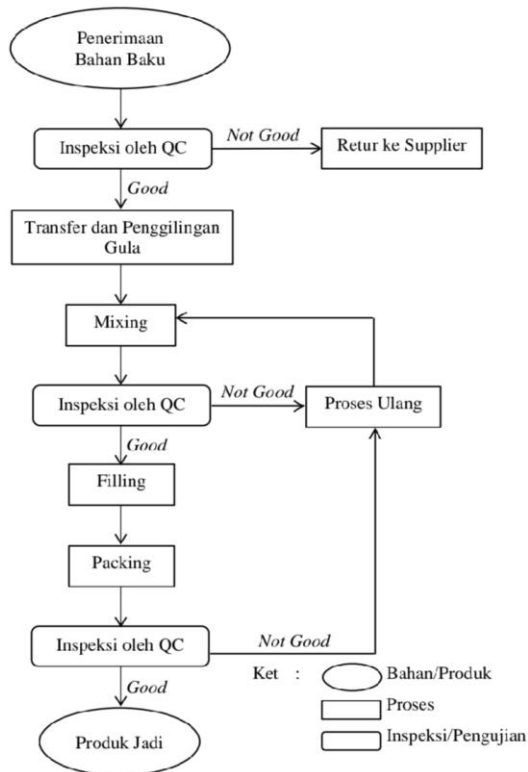 Penerimaan
Bahan Baku
Inspeksi oleh QC
Not Good
Retur ke Supplier
Good
Transfer dan Penggilingan
Gula
Mixing
Inspeksi oleh QC
Not Good
Proses Ulang
Good
Filling
Packing
Inspeksi oleh QC
Not Good
Good
Ket :
Bahan/Produk
Proses
Inspeksi/Pengujian
Produk Jadi